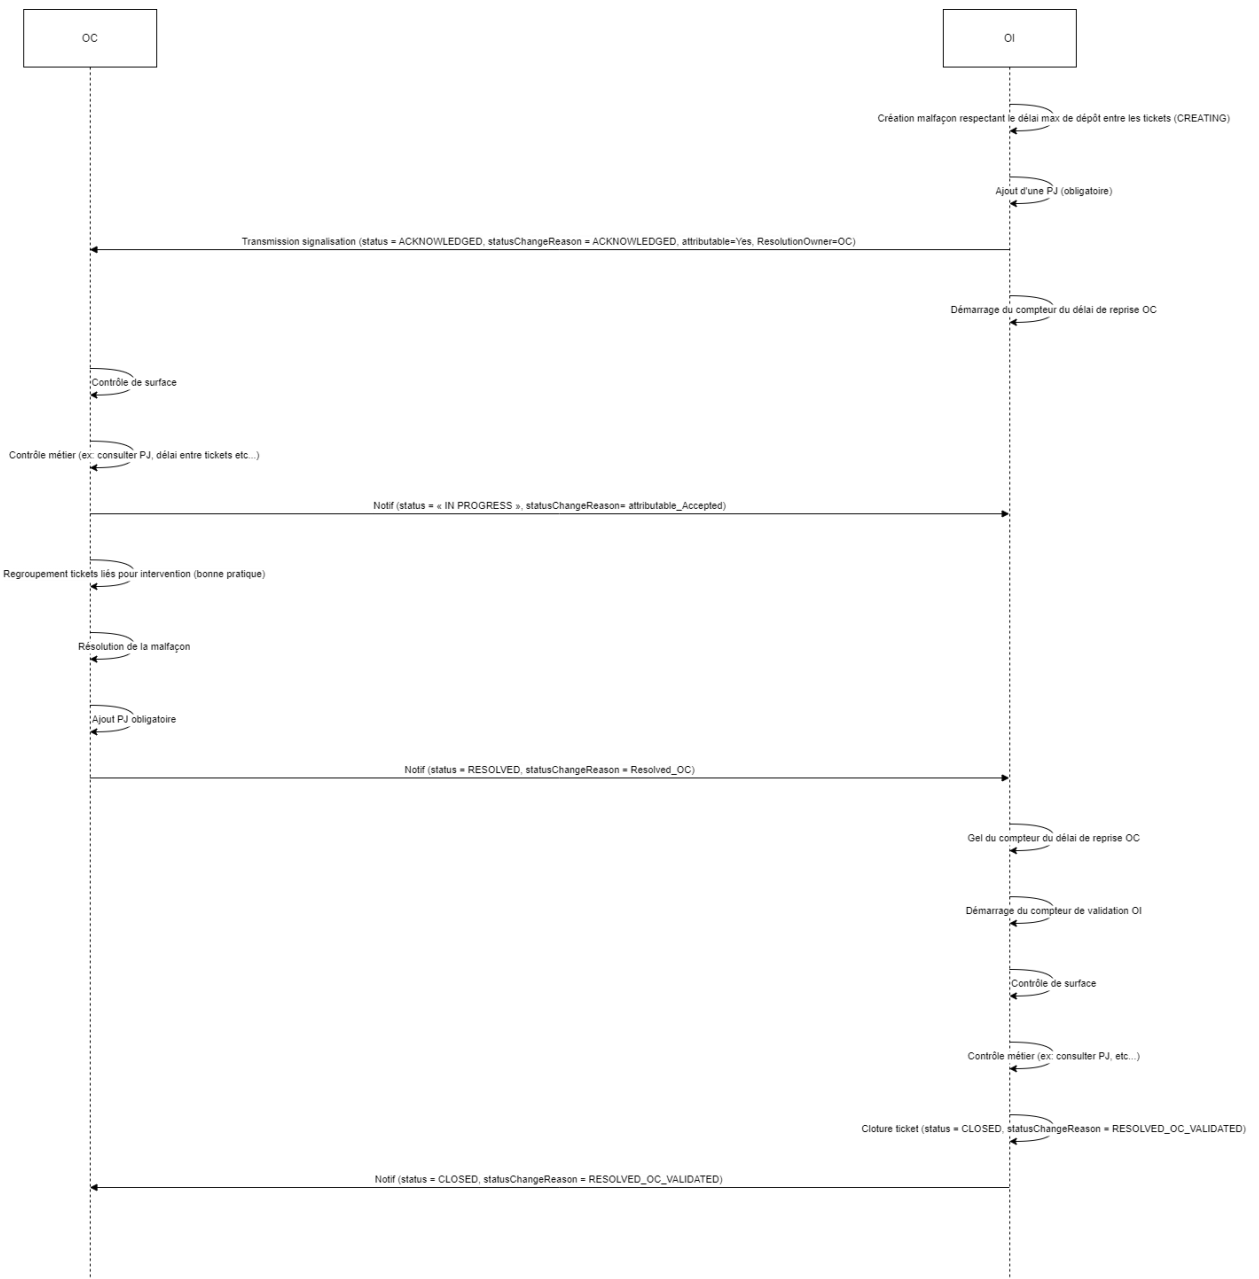 OC
OI
Création malfaçon respectant le délai max de dépôt entre les tickets (CREATING)
Ajout d'une PJ (obligatoire)
Transmission signalisation (status = ACKNOWLEDGED, statusChangeReason = ACKNOWLEDGED, attributable=Yes, ResolutionOwner=OC)
Démarrage du compteur du délai de reprise OC
Contrôle de surface
Contrôle métier (ex: consulter PJ, délai entre tickets etc...)
Notif (status = « IN PROGRESS », statusChangeReason= attributable_Accepted)
Regroupement tickets liés pour intervention (bonne pratique)
Résolution de la malfaçon
Ajout PJ obligatoire
Notif (status = RESOLVED, statusChangeReason = Resolved_OC)
Gel du compteur du délai de reprise OC
Démarrage du compteur de validation OI
Contrôle de surface
Contrôle métier (ex: consulter PJ, etc...)
Cloture ticket (status = CLOSED, statusChangeReason = RESOLVED_OC_VALIDATED)
Notif (status = CLOSED, statusChangeReason = RESOLVED_OC_VALIDATED)